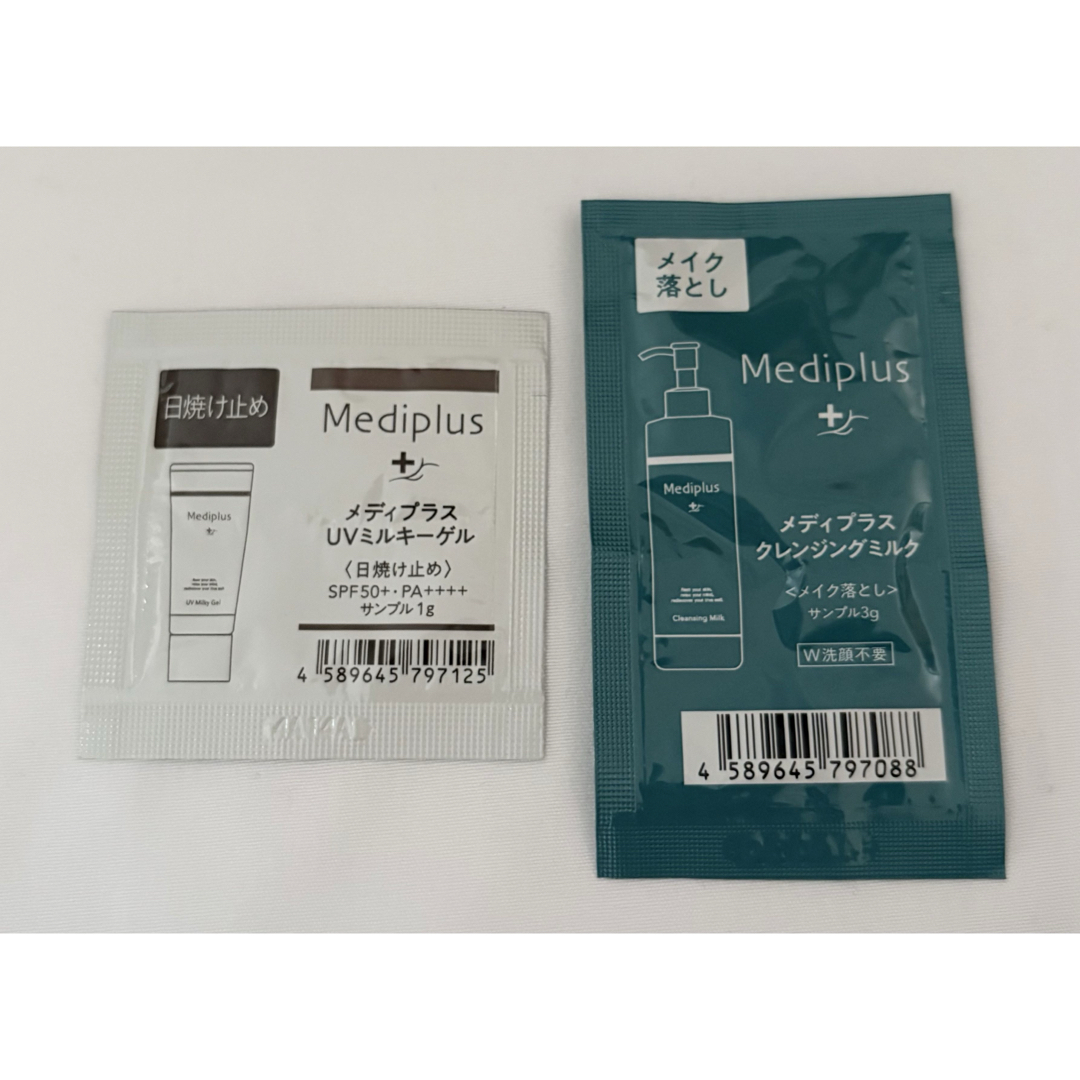 日焼け止め
Mediplus
メディプラス
UVミルキーゲル
〈日焼け止め〉
SPF50+・PA++++
サンプル1g
4 589645 797125
Mediplus
UV Milky Gel
メイク
落とし
Mediplus
メディプラス
クレンジングミルク
<メイク落とし>
サンプル3g
W洗顔不要
4 589645 797088
Mediplus
Cleansing Milk